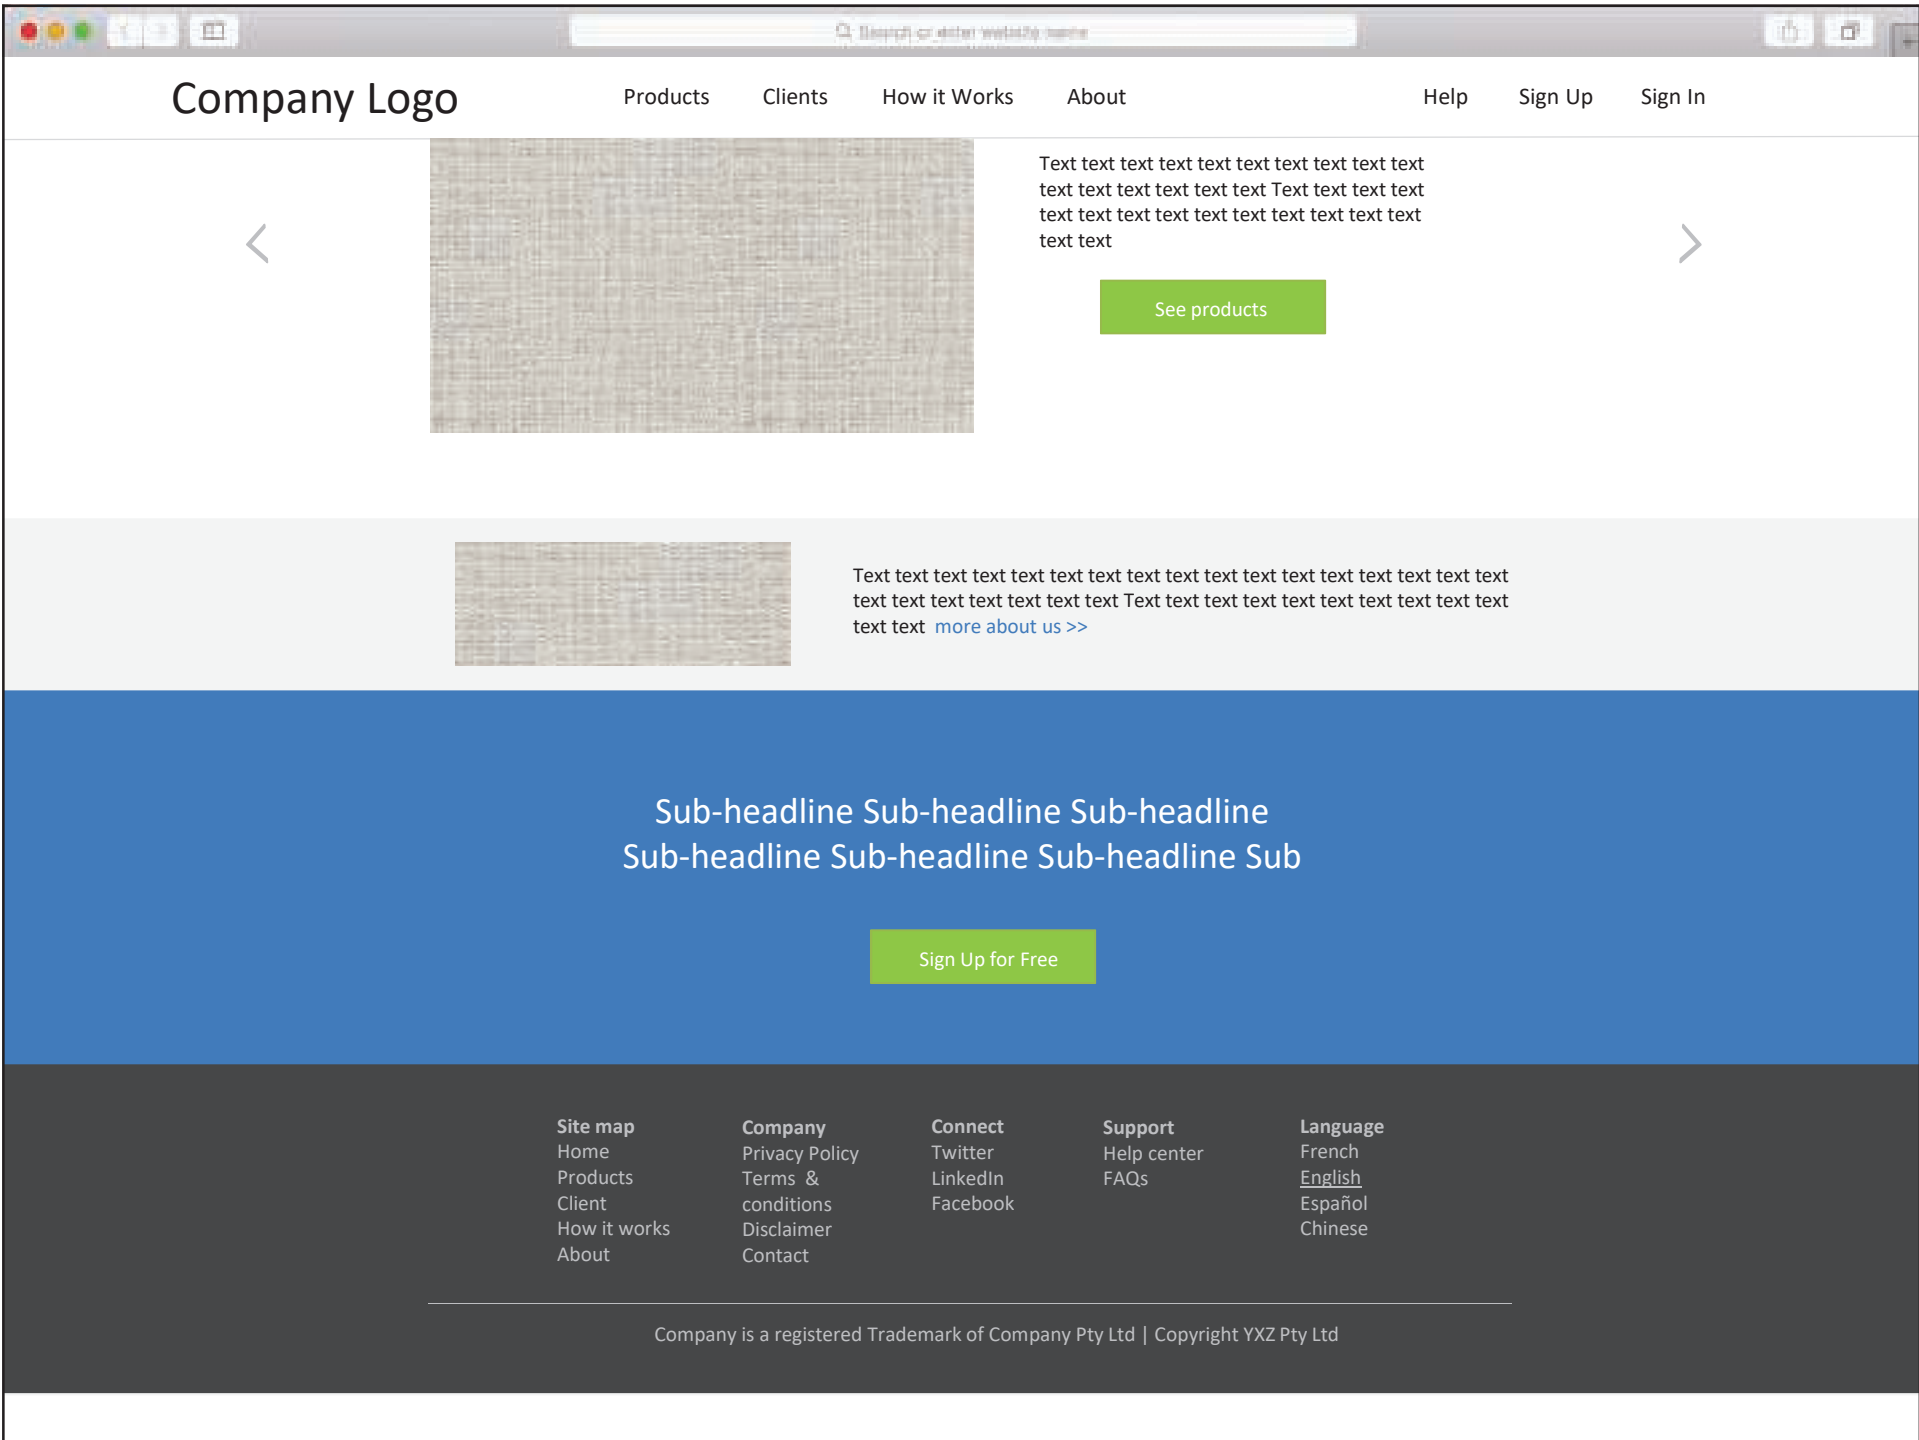 Search or enter website name
Company Logo
Products Clients How it Works About
Help Sign Up Sign In
Text text text text text text text text text text
text text text text text text Text text text text
text text text text text text text text text text
text text
See products
Text text text text text text text text text text text text text text text text text
text text text text text text text Text text text text text text text text text text
text text more about us >>
Sub-headline Sub-headline Sub-headline
Sub-headline Sub-headline Sub-headline Sub
Sign Up for Free
Site map
Home
Products
Client
How it works
About
Company
Privacy Policy
Terms &
conditions
Disclaimer
Contact
Connect
Twitter
LinkedIn
Facebook
Support
Help center
FAQs
Language
French
English
Español
Chinese
Company is a registered Trademark of Company Pty Ltd | Copyright YXZ Pty Ltd